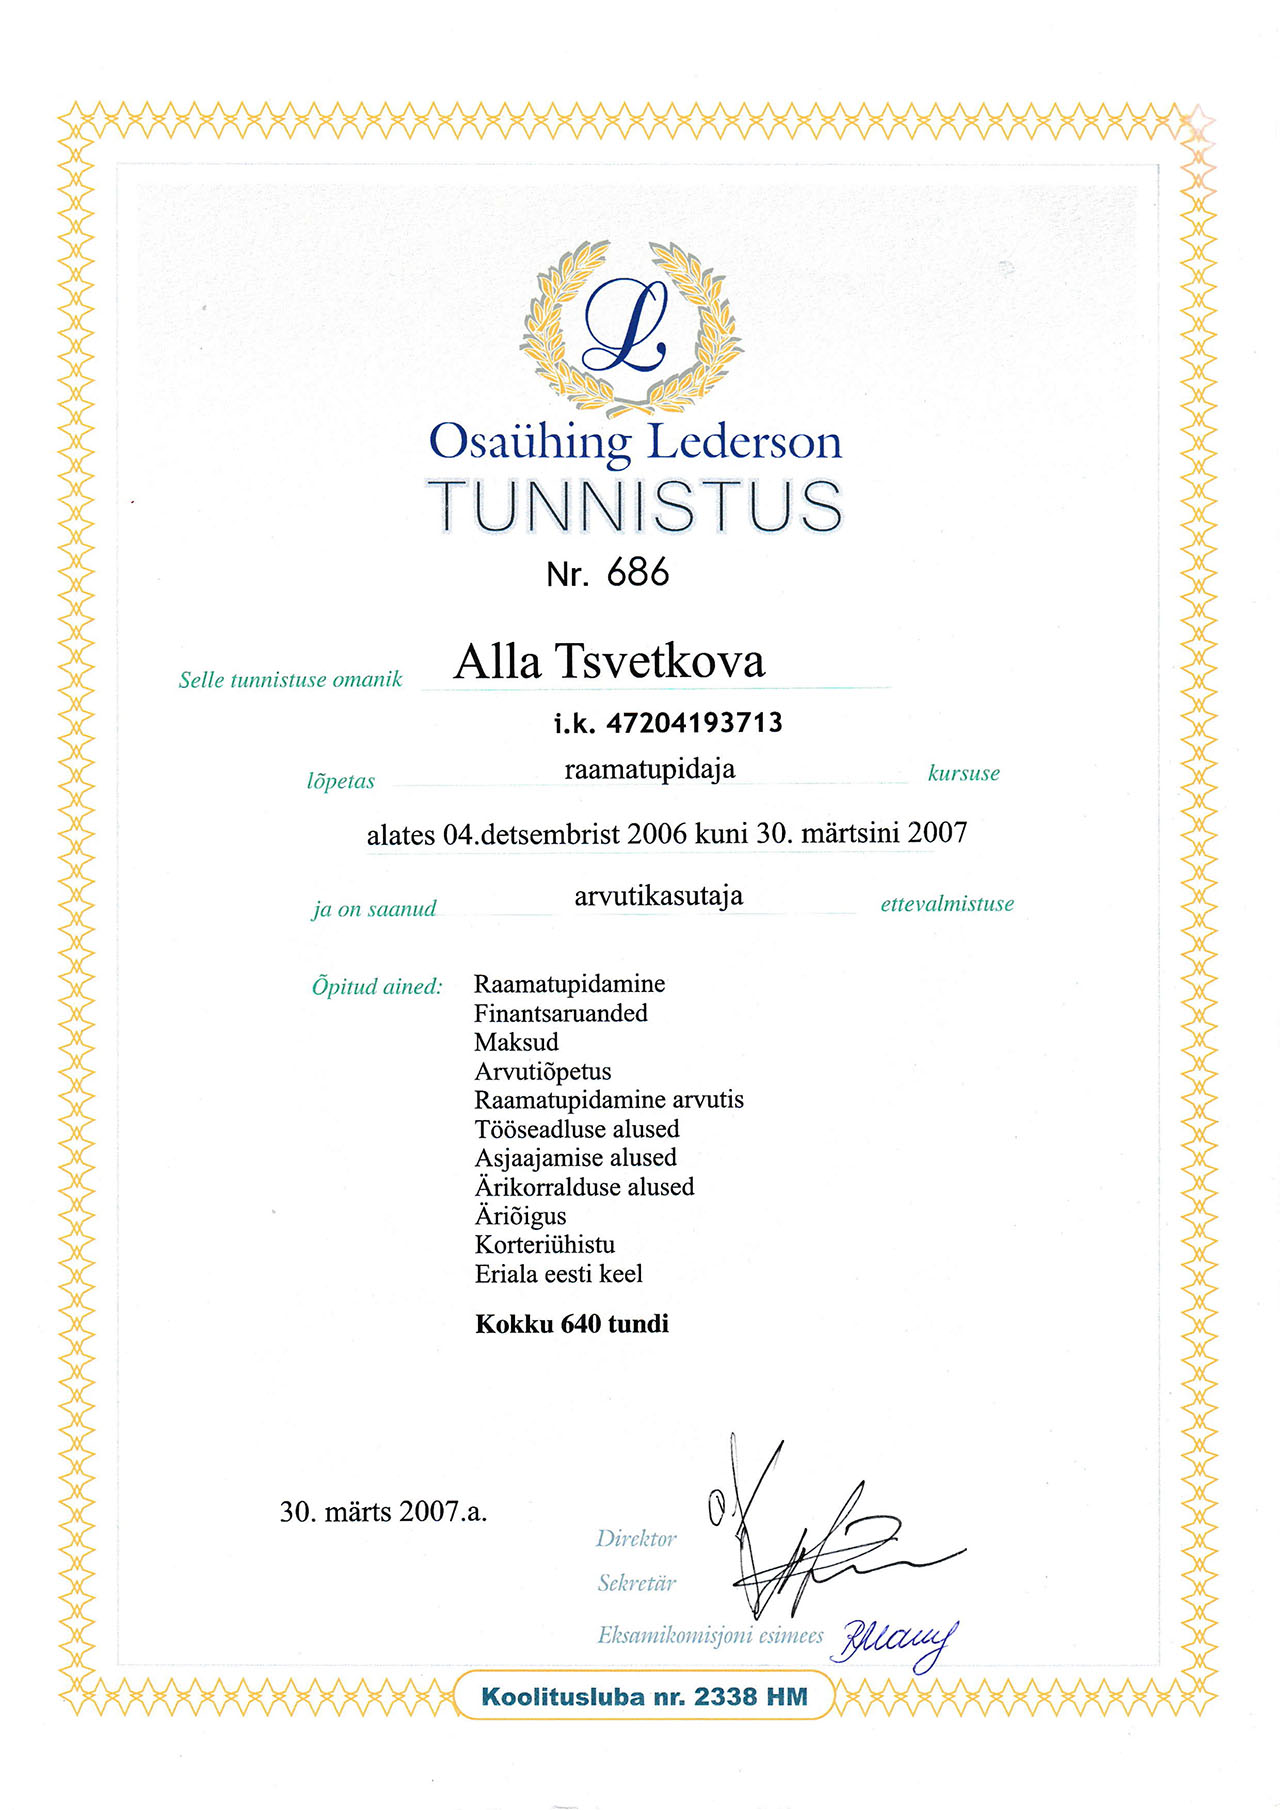 L
Osaühing Lederson
TUNNISTUS
Nr. 686
Selle tunnistuse omanik Alla Tsvetkova
i.k. 47204193713
lõpetas raamatupidaja kursuse
alates 04.detsembrist 2006 kuni 30. märtsini 2007
ja on saanud arvutikasutaja ettevalmistuse
Õpitud ained: Raamatupidamine
Finantsaruanded
Maksud
Arvutiõpetus
Raamatupidamine arvutis
Tööseadluse alused
Asjaajamise alused
Ärikorralduse alused
Äriõigus
Korteriühistu
Eriala eesti keel
Kokku 640 tundi
30. märts 2007.a.
Direktor
Sekretär
Eksamikomisjoni esimees
Koolitusluba nr. 2338 HM